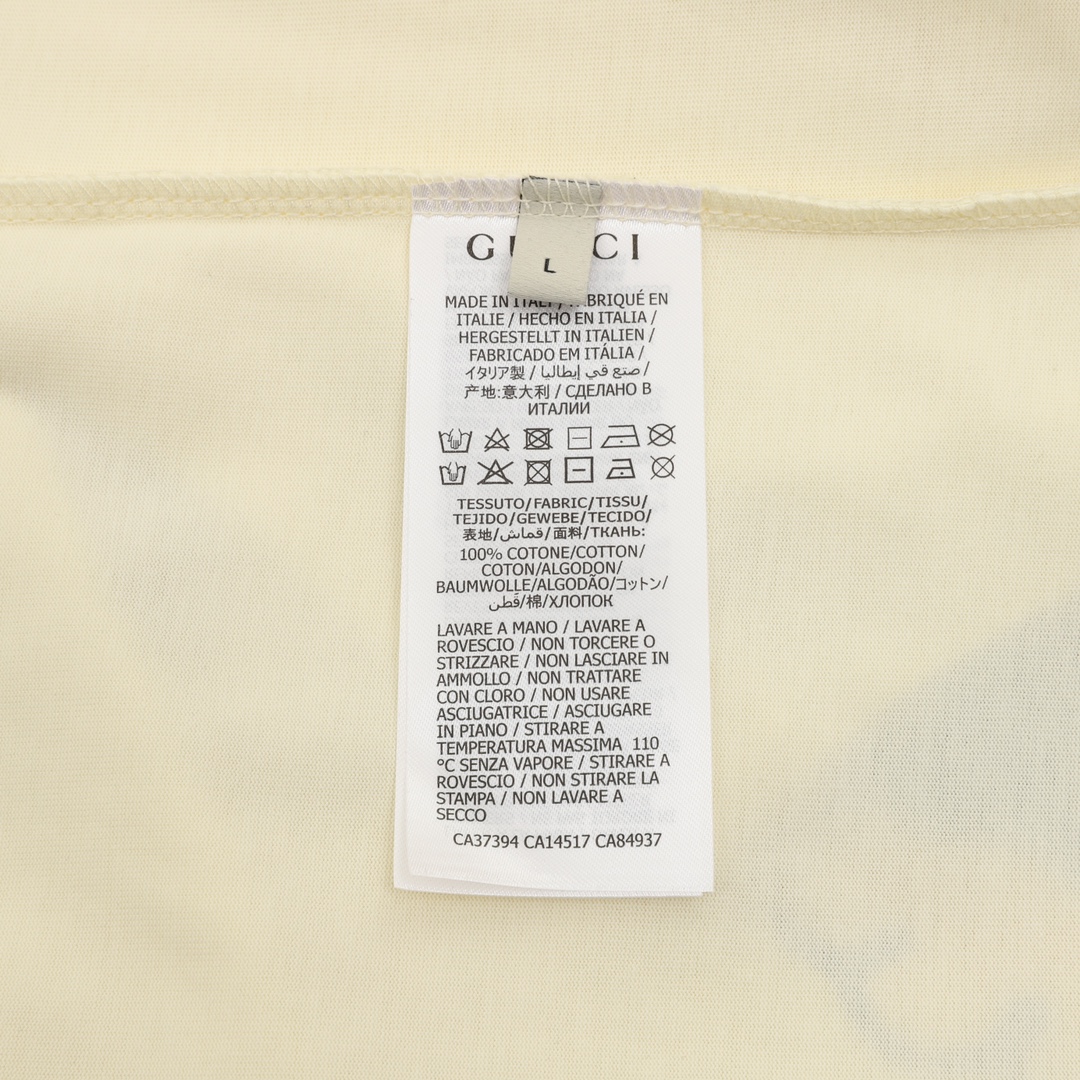 L
MADE IN ITALY / FABRIQUÉ EN
ITALIE / HECHO EN ITALIA /
HERGESTELLT IN ITALIEN /
FABRICADO EM ITÁLIA /
イタリア製 / صنع في إيطاليا /
产地:意大利 / СДЕЛАНО В
ИТАЛИИ
TESSUTO/FABRIC/TISSU/
TEJIDO/GEWEBE/TECIDO/
表地/قماش/面料/ТКАНЬ:
100% COTONE/COTTON/
COTON/ALGODON/
BAUMWOLLE/ALGODÃO/コットン/
قطن/棉/ХЛОПОК
LAVARE A MANO / LAVARE A
ROVESCIO / NON TORCERE O
STRIZZARE / NON LASCIARE IN
AMMOLLO / NON TRATTARE
CON CLORO / NON USARE
ASCIUGATRICE / ASCIUGARE
IN PIANO / STIRARE A
TEMPERATURA MASSIMA 110
°C SENZA VAPORE / STIRARE A
ROVESCIO / NON STIRARE LA
STAMPA / NON LAVARE A
SECCO
CA37394 CA14517 CA84937